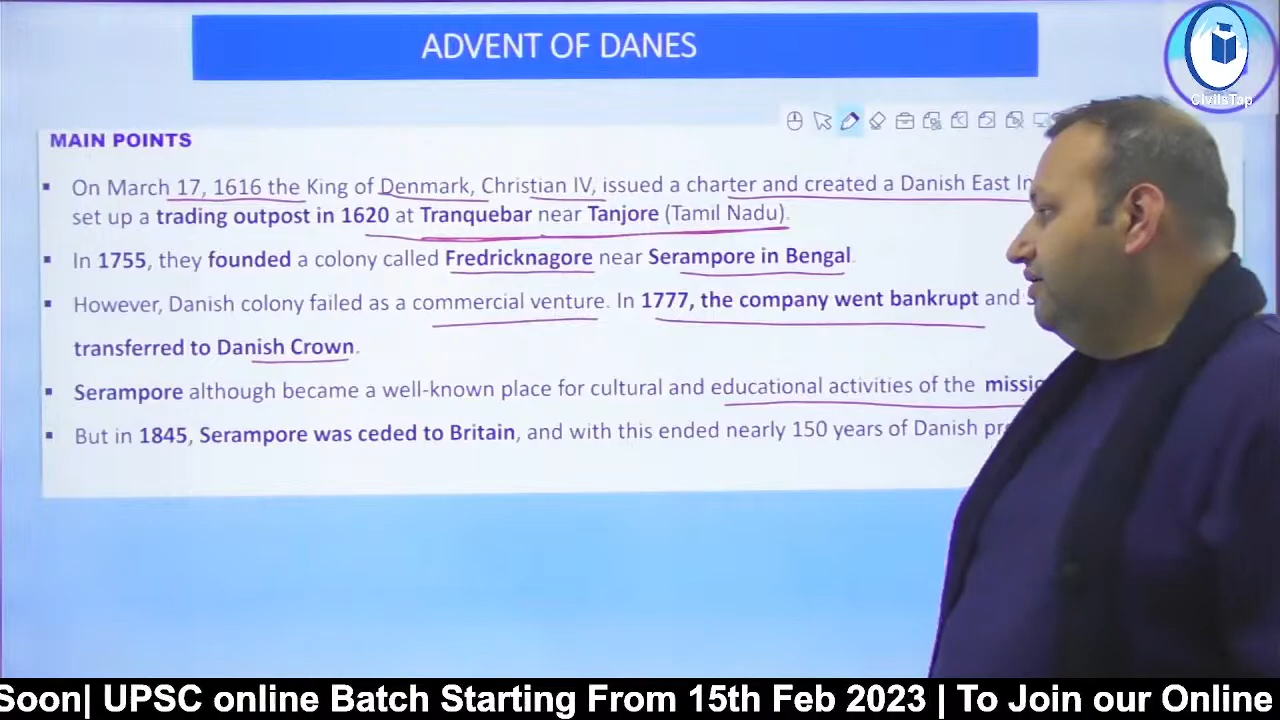 ADVENT OF DANES
CivilsTap
MAIN POINTS
▪ On March 17, 1616 the King of Denmark, Christian IV, issued a charter and created a Danish East
set up a trading outpost in 1620 at Tranquebar near Tanjore (Tamil Nadu).
▪ In 1755, they founded a colony called Fredricknagore near Serampore in Bengal.
▪ However, Danish colony failed as a commercial venture. In 1777, the company went bankrupt and
transferred to Danish Crown.
▪ Serampore although became a well-known place for cultural and educational activities of the
▪ But in 1845, Serampore was ceded to Britain, and with this ended nearly 150 years of Danish
Soon| UPSC online Batch Starting From 15th Feb 2023 | To Join our Online